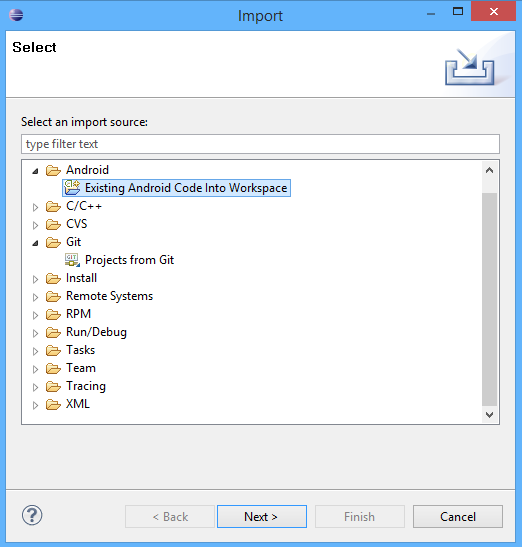 Import
Select
Select an import source:
type filter text
Android
Existing Android Code Into Workspace
C/C++
CVS
Git
GIT
Projects from Git
Install
Remote Systems
RPM
Run/Debug
Tasks
Team
Tracing
XML
?
< Back
Next >
Finish
Cancel